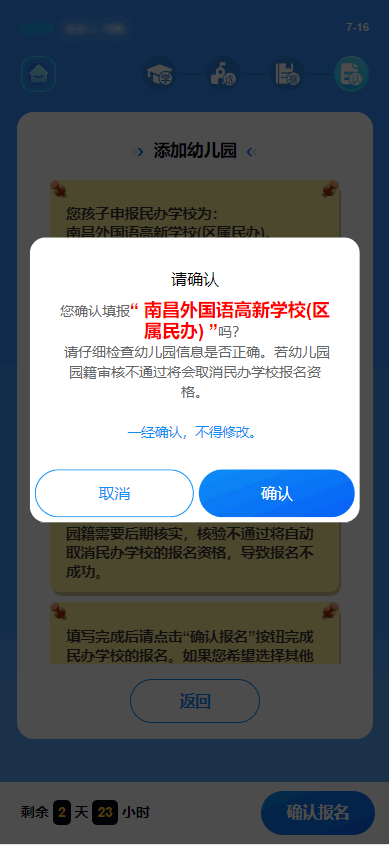 7-16
学
练
报
认
添加幼儿园
您孩子申报民办学校为：
南昌外国语高新学校(区属民办)。
请确认
您确认填报“ 南昌外国语高新学校(区
属民办) ”吗?
请仔细检查幼儿园信息是否正确。若幼儿园
园籍审核不通过将会取消民办学校报名资
格。
一经确认，不得修改。
取消
确认
园籍需要后期核实，核验不通过将自动
取消民办学校的报名资格，导致报名不
成功。
填写完成后请点击“确认报名”按钮完成
民办学校的报名。如果您希望选择其他
返回
剩余 2 天 23 小时
确认报名